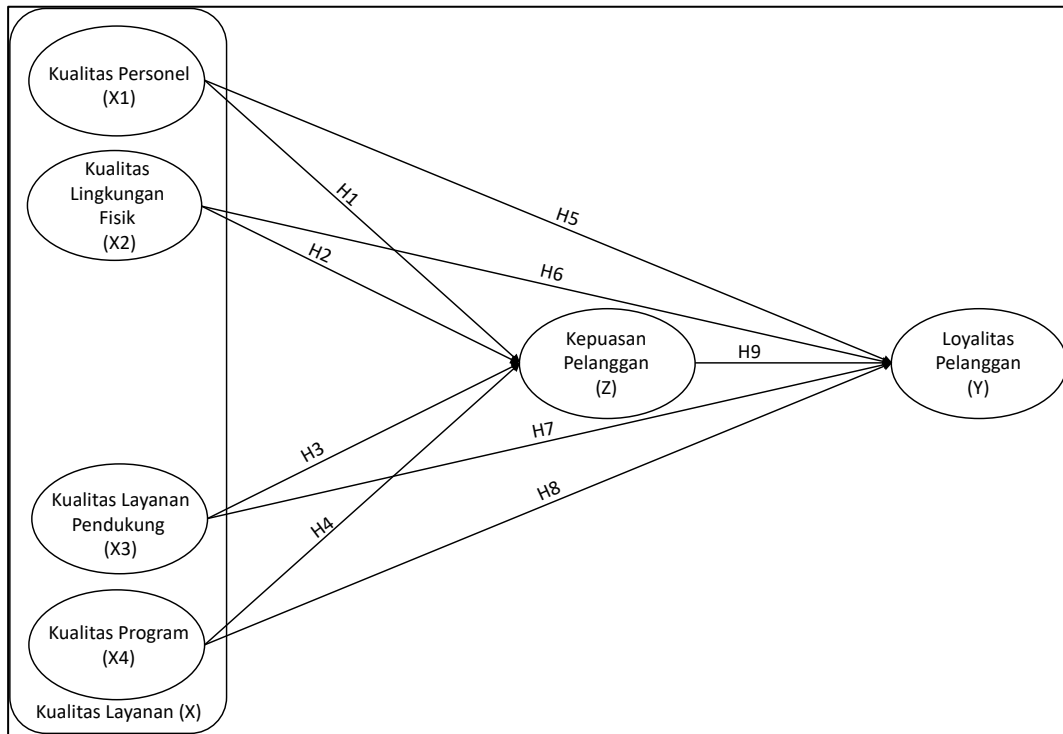 Kualitas Personel
(X1)
Kualitas
Lingkungan
Fisik
(X2)
H1
H2
H5
H6
Kepuasan
Pelanggan
(Z)
H9
Loyalitas
Pelanggan
(Y)
H3
H7
H4
H8
Kualitas Layanan
Pendukung
(X3)
Kualitas Program
(X4)
Kualitas Layanan (X)